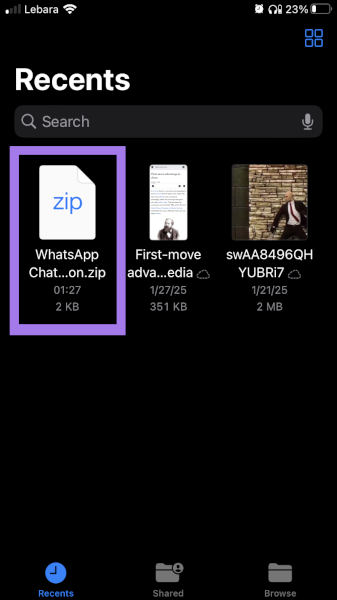 Lebara
23%
Recents
Search
zip
WhatsApp
Chat...on.zip
01:27
2 KB
First-move
adva...edia
1/27/25
351 KB
swAA8496QH
YUBRi7
1/21/25
2 MB
Recents
Shared
Browse